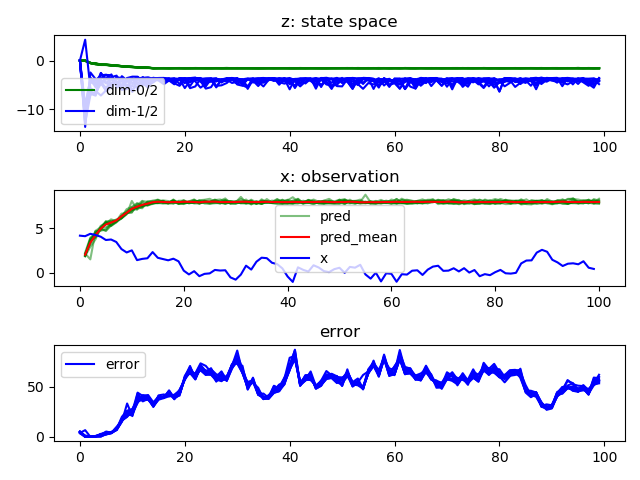 z: state space
0
−10
dim-0/2
dim-1/2
0 20 40 60 80 100
x: observation
5
0
pred
pred_mean
x
0 20 40 60 80 100
error
50
0
error
0 20 40 60 80 100